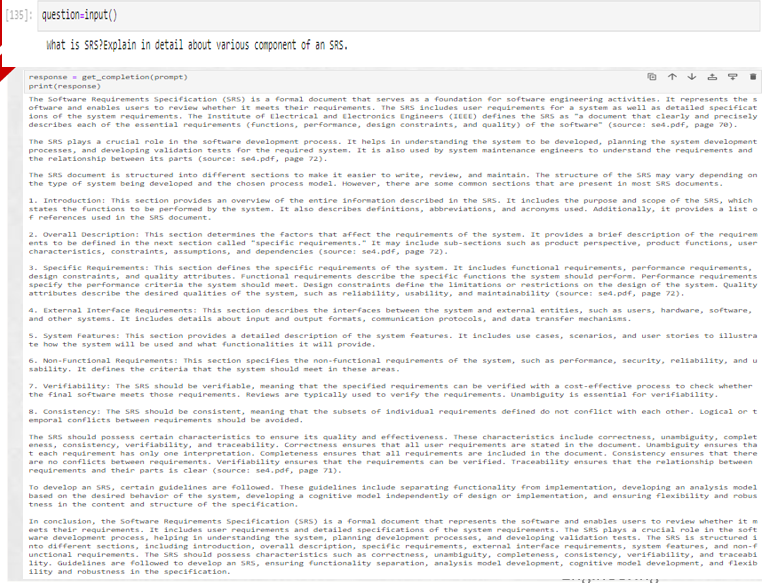 [135]: question=input()
What is SRS?Explain in detail about various component of an SRS.
response = get_completion(prompt)
print(response)
The Software Requirements Specification (SRS) is a formal document that serves as a foundation for software engineering activities. It represents the s
oftware and enables users to review whether it meets their requirements. The SRS includes user requirements for a system as well as detailed specificat
ions of the system requirements. The Institute of Electrical and Electronics Engineers (IEEE) defines the SRS as "a document that clearly and precisely
describes each of the essential requirements (functions, performance, design constraints, and quality) of the software" (source: se4.pdf, page 70).
The SRS plays a crucial role in the software development process. It helps in understanding the system to be developed, planning the system development
processes, and developing validation tests for the required system. It is also used by system maintenance engineers to understand the requirements and
the relationship between its parts (source: se4.pdf, page 72).
The SRS document is structured into different sections to make it easier to write, review, and maintain. The structure of the SRS may vary depending on
the type of system being developed and the chosen process model. However, there are some common sections that are present in most SRS documents.
1. Introduction: This section provides an overview of the entire information described in the SRS. It includes the purpose and scope of the SRS, which
states the functions to be performed by the system. It also describes definitions, abbreviations, and acronyms used. Additionally, it provides a list o
f references used in the SRS document.
2. Overall Description: This section determines the factors that affect the requirements of the system. It provides a brief description of the requirem
ents to be defined in the next section called "specific requirements." It may include sub-sections such as product perspective, product functions, user
characteristics, constraints, assumptions, and dependencies (source: se4.pdf, page 72).
3. Specific Requirements: This section defines the specific requirements of the system. It includes functional requirements, performance requirements,
design constraints, and quality attributes. Functional requirements describe the specific functions the system should perform. Performance requirements
specify the performance criteria the system should meet. Design constraints define the limitations or restrictions on the design of the system. Quality
attributes describe the desired qualities of the system, such as reliability, usability, and maintainability (source: se4.pdf, page 72).
4. External Interface Requirements: This section describes the interfaces between the system and external entities, such as users, hardware, software,
and other systems. It includes details about input and output formats, communication protocols, and data transfer mechanisms.
5. System Features: This section provides a detailed description of the system features. It includes use cases, scenarios, and user stories to illustra
te how the system will be used and what functionalities it will provide.
6. Non-Functional Requirements: This section specifies the non-functional requirements of the system, such as performance, security, reliability, and u
sability. It defines the criteria that the system should meet in these areas.
7. Verifiability: The SRS should be verifiable, meaning that the specified requirements can be verified with a cost-effective process to check whether
the final software meets those requirements. Reviews are typically used to verify the requirements. Unambiguity is essential for verifiability.
8. Consistency: The SRS should be consistent, meaning that the subsets of individual requirements defined do not conflict with each other. Logical or t
emporal conflicts between requirements should be avoided.
The SRS should possess certain characteristics to ensure its quality and effectiveness. These characteristics include correctness, unambiguity, complet
eness, consistency, verifiability, and traceability. Correctness ensures that all user requirements are stated in the document. Unambiguity ensures tha
t each requirement has only one interpretation. Completeness ensures that all requirements are included in the document. Consistency ensures that there
are no conflicts between requirements. Verifiability ensures that the requirements can be verified. Traceability ensures that the relationship between
requirements and their parts is clear (source: se4.pdf, page 71).
To develop an SRS, certain guidelines are followed. These guidelines include separating functionality from implementation, developing an analysis model
based on the desired behavior of the system, developing a cognitive model independently of design or implementation, and ensuring flexibility and robus
tness in the content and structure of the specification.
In conclusion, the Software Requirements Specification (SRS) is a formal document that represents the software and enables users to review whether it m
eets their requirements. It includes user requirements and detailed specifications of the system requirements. The SRS plays a crucial role in the soft
ware development process, helping in understanding the system, planning development processes, and developing validation tests. The SRS is structured i
nto different sections, including introduction, overall description, specific requirements, external interface requirements, system features, and non-f
unctional requirements. The SRS should possess characteristics such as correctness, unambiguity, completeness, consistency, verifiability, and traceabi
lity. Guidelines are followed to develop an SRS, ensuring functionality separation, analysis model development, cognitive model development, and flexib
ility and robustness in the specification.